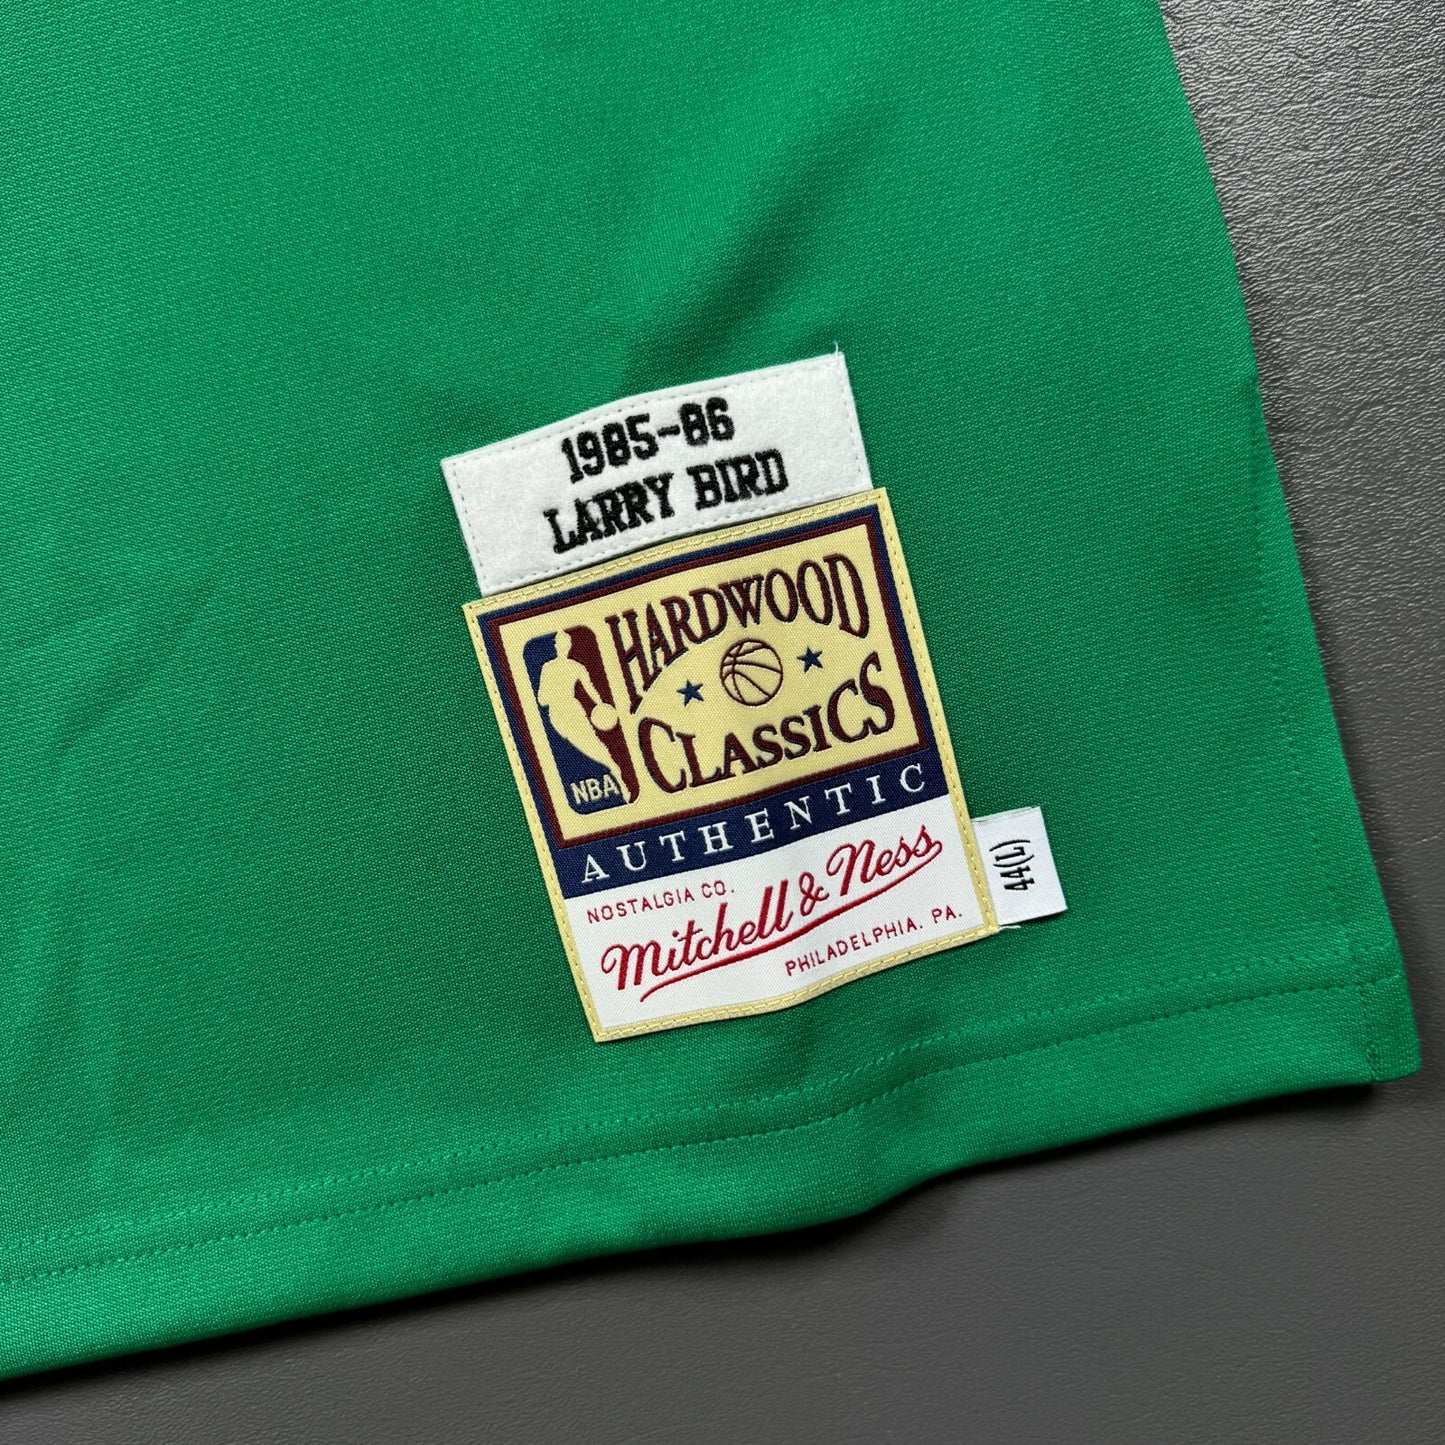 1985-86
LARRY BIRD
HARDWOOD
CLASSICS
NBA
AUTHENTIC
NOSTALGIA CO.
Mitchell & Ness
PHILADELPHIA, PA.
44(L)